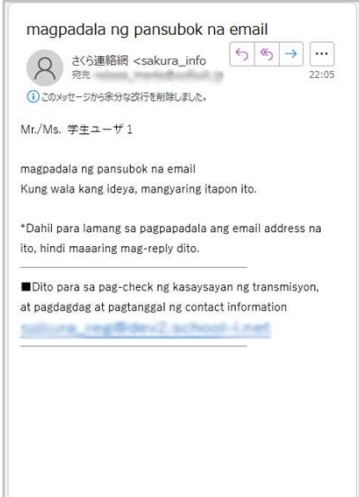 magpadala ng pansubok na email
さくら連絡網 <sakura_info
宛先
22:05
このメッセージから余分な改行を削除しました。
Mr./Ms. 学生ユーザ1
magpadala ng pansubok na email
Kung wala kang ideya, mangyaring itapon ito.
*Dahil para lamang sa pagpapadala ang email address na
ito, hindi maaaring mag-reply dito.
■Dito para sa pag-check ng kasaysayan ng transmisyon,
at pagdagdag at pagtanggal ng contact information